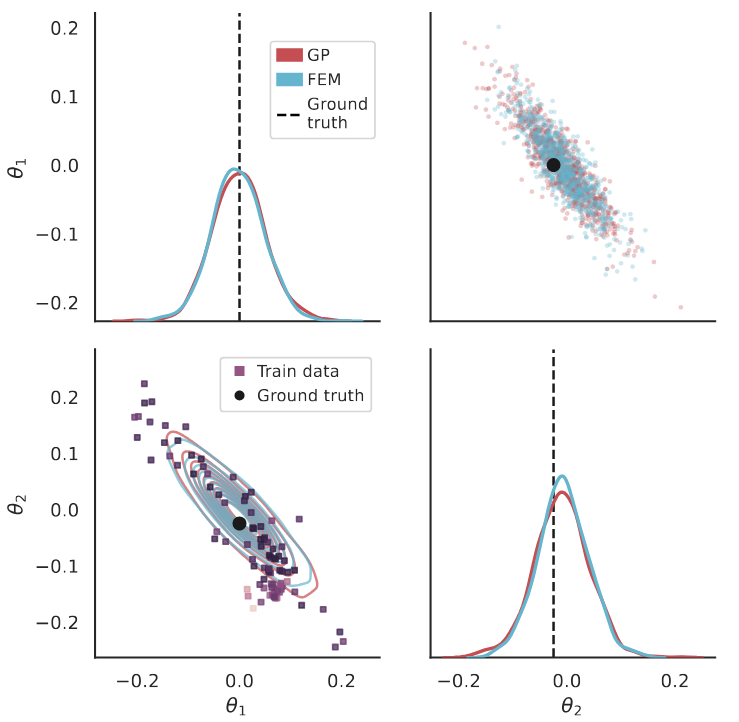 0.2
0.1
0.0
−0.1
−0.2
θ₁
GP
FEM
Ground
truth
0.2
0.1
0.0
−0.1
−0.2
θ₂
Train data
Ground truth
−0.2
0.0
0.2
θ₁
−0.2
0.0
0.2
θ₂